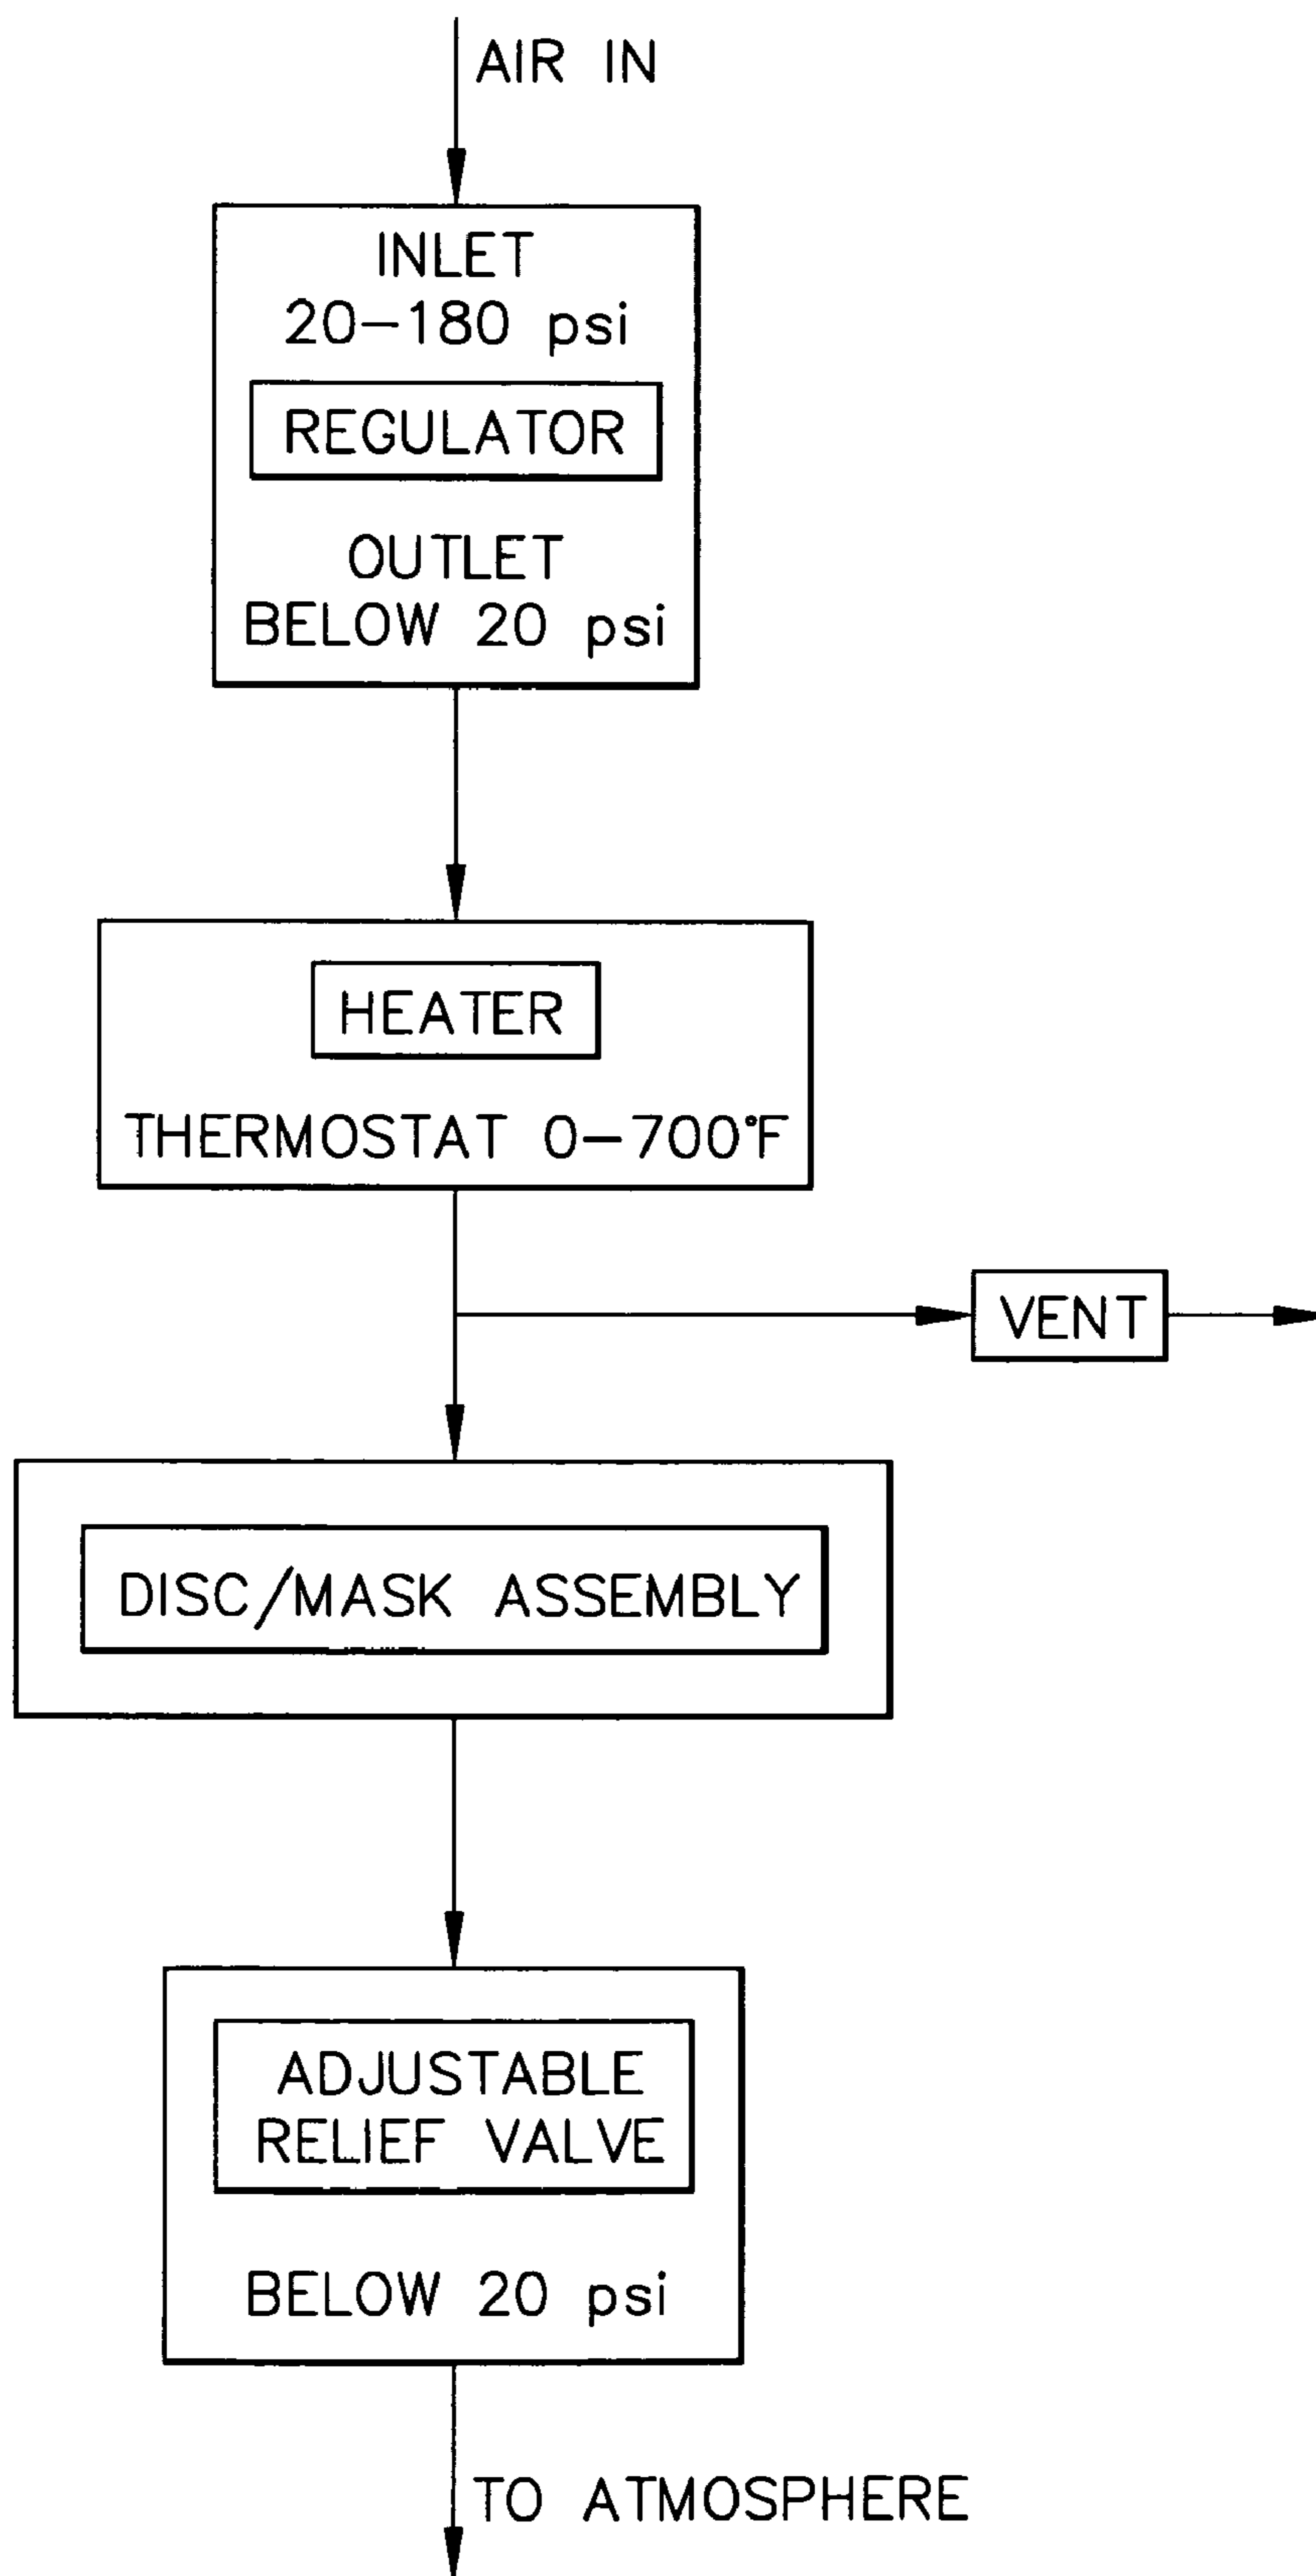 AIR IN
INLET
20-180 psi
REGULATOR
OUTLET
BELOW 20 psi
HEATER
THERMOSTAT 0-700°F
VENT
DISC/MASK ASSEMBLY
ADJUSTABLE
RELIEF VALVE
BELOW 20 psi
TO ATMOSPHERE